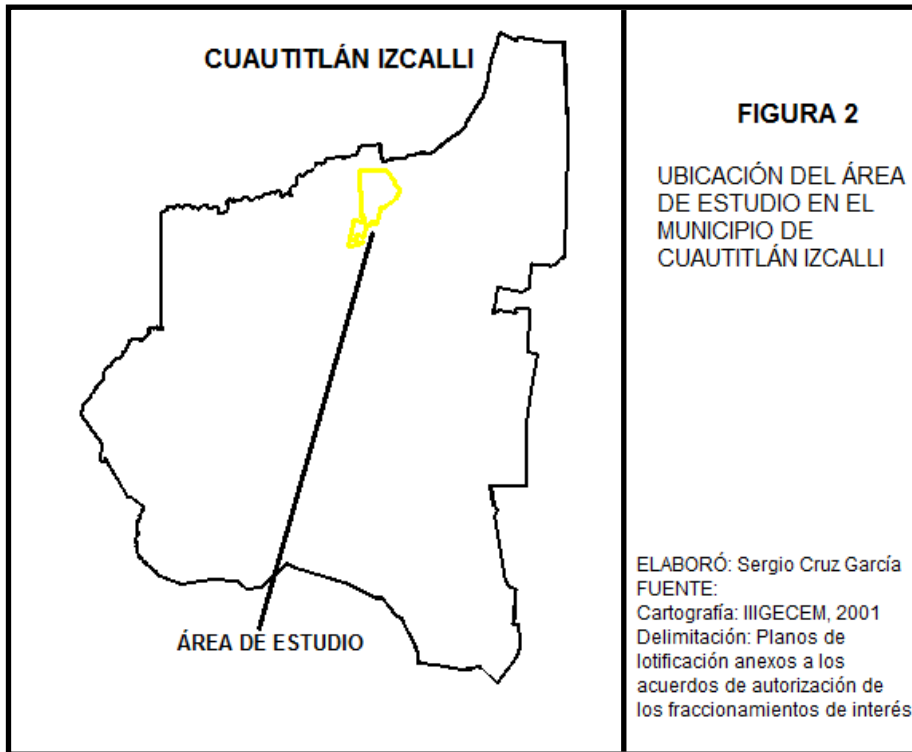 CUAUTITLÁN IZCALLI
ÁREA DE ESTUDIO
FIGURA 2
UBICACIÓN DEL ÁREA
DE ESTUDIO EN EL
MUNICIPIO DE
CUAUTITLÁN IZCALLI
ELABORÓ: Sergio Cruz García
FUENTE:
Cartografía: IIIGECEM, 2001
Delimitación: Planos de
lotificación anexos a los
acuerdos de autorización de
los fraccionamientos de interés